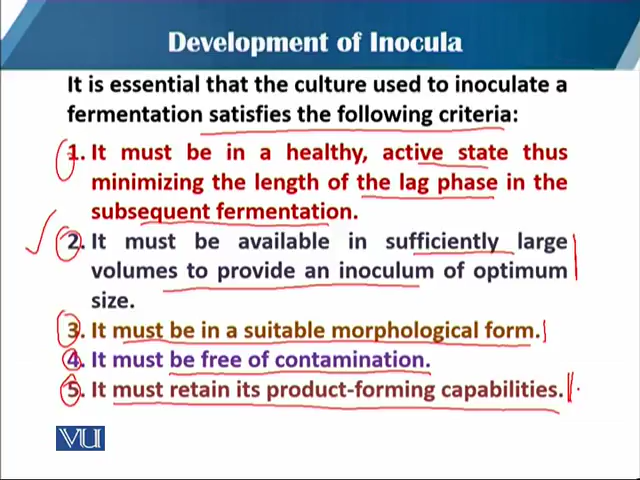 Development of Inocula
It is essential that the culture used to inoculate a
fermentation satisfies the following criteria:
1. It must be in a healthy, active state thus
minimizing the length of the lag phase in the
subsequent fermentation.
2. It must be available in sufficiently large
volumes to provide an inoculum of optimum
size.
3. It must be in a suitable morphological form.
4. It must be free of contamination.
5. It must retain its product-forming capabilities.
VU